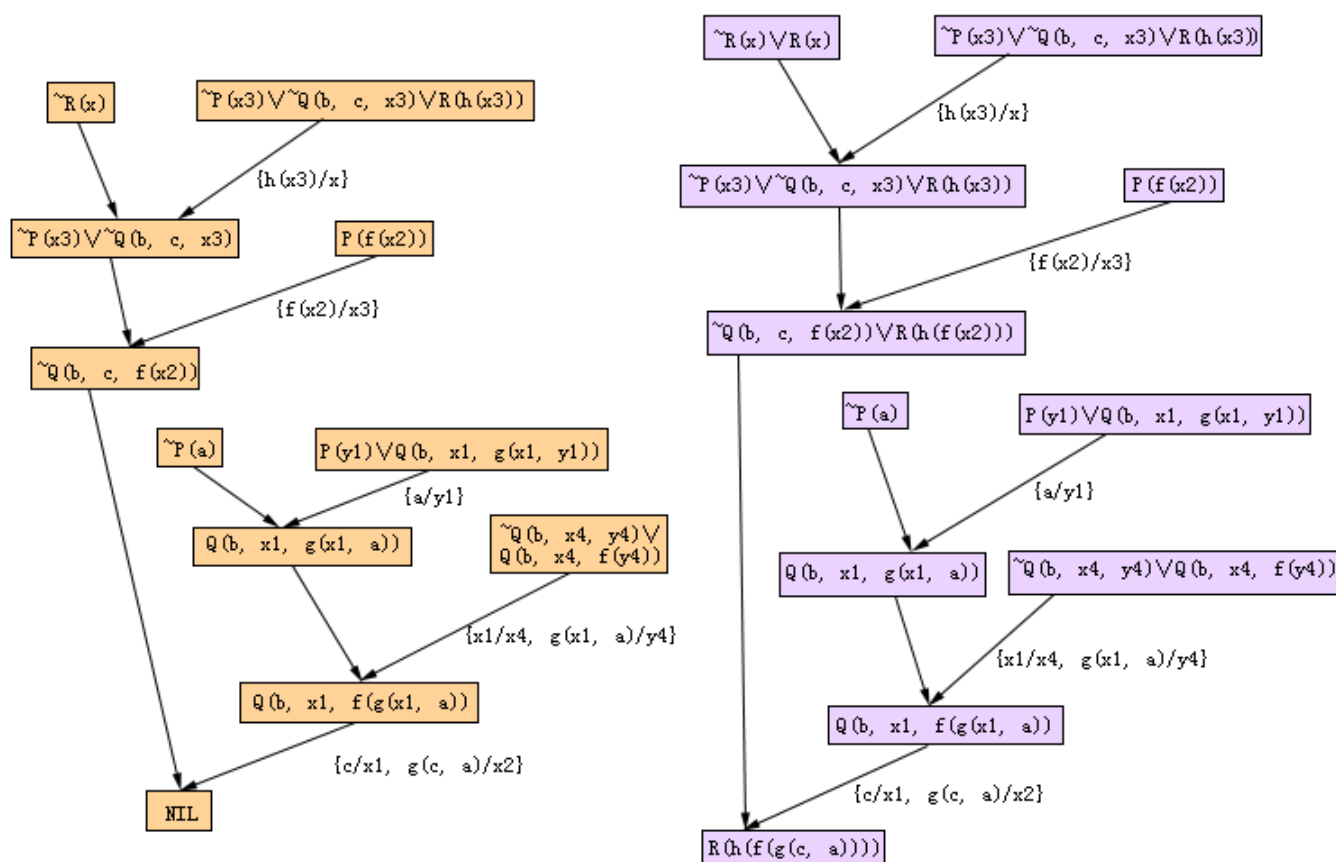 ~R(x)
~P(x3)∨~Q(b, c, x3)∨R(h(x3))
{h(x3)/x}
~P(x3)∨~Q(b, c, x3)
P(f(x2))
{f(x2)/x3}
~Q(b, c, f(x2))
~P(a)
P(y1)∨Q(b, x1, g(x1, y1))
{a/y1}
Q(b, x1, g(x1, a))
~Q(b, x4, y4)∨
Q(b, x4, f(y4))
{x1/x4, g(x1, a)/y4}
Q(b, x1, f(g(x1, a))
{c/x1, g(c, a)/x2}
NIL
~R(x)∨R(x)
~P(x3)∨~Q(b, c, x3)∨R(h(x3))
{h(x3)/x}
~P(x3)∨~Q(b, c, x3)∨R(h(x3))
P(f(x2))
{f(x2)/x3}
~Q(b, c, f(x2))∨R(h(f(x2)))
~P(a)
P(y1)∨Q(b, x1, g(x1, y1))
{a/y1}
Q(b, x1, g(x1, a))
~Q(b, x4, y4)∨Q(b, x4, f(y4))
{x1/x4, g(x1, a)/y4}
Q(b, x1, f(g(x1, a))
{c/x1, g(c, a)/x2}
R(h(f(g(c, a))))